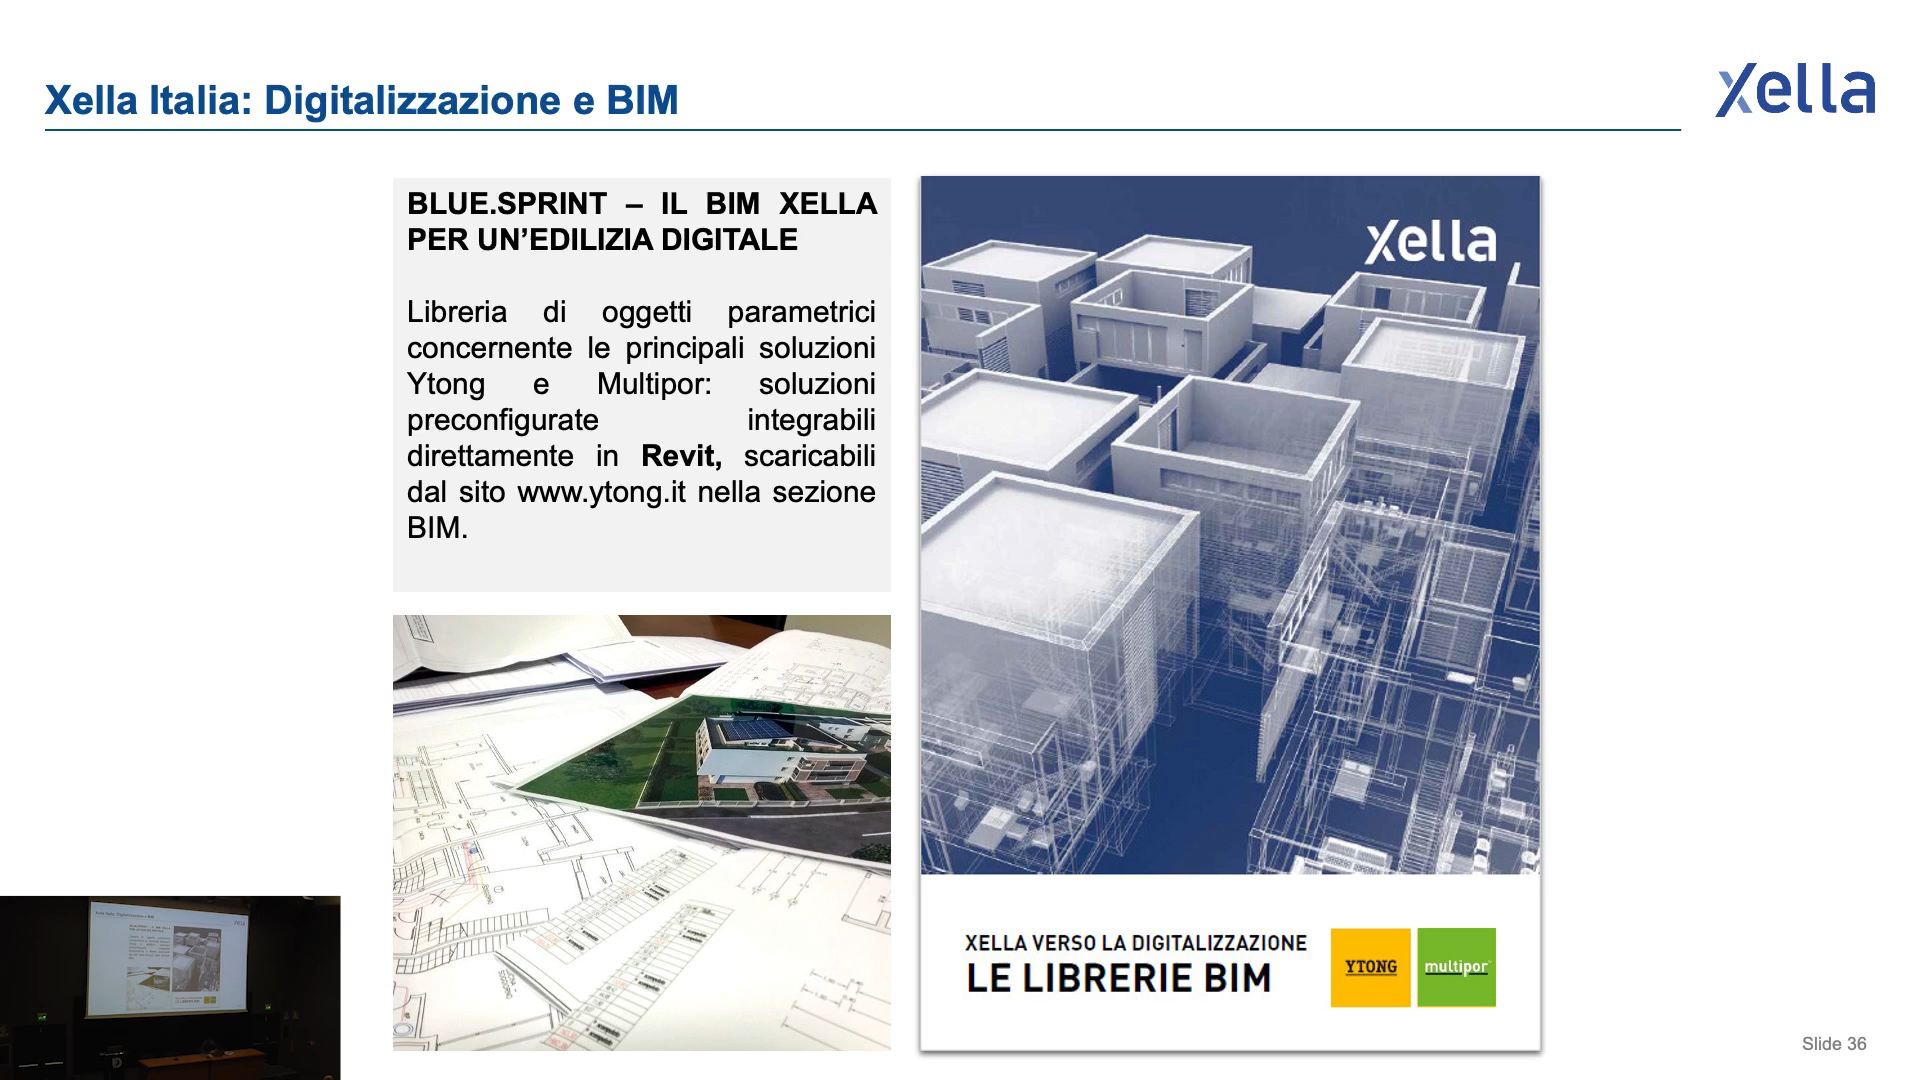 Xella Italia: Digitalizzazione e BIM
xella
BLUE.SPRINT – IL BIM XELLA
PER UN’EDILIZIA DIGITALE
Libreria di oggetti parametrici
concernente le principali soluzioni
Ytong e Multipor: soluzioni
preconfigurate integrabili
direttamente in Revit, scaricabili
dal sito www.ytong.it nella sezione
BIM.
xella
XELLA VERSO LA DIGITALIZZAZIONE
LE LIBRERIE BIM
YTONG
multipor
Slide 36